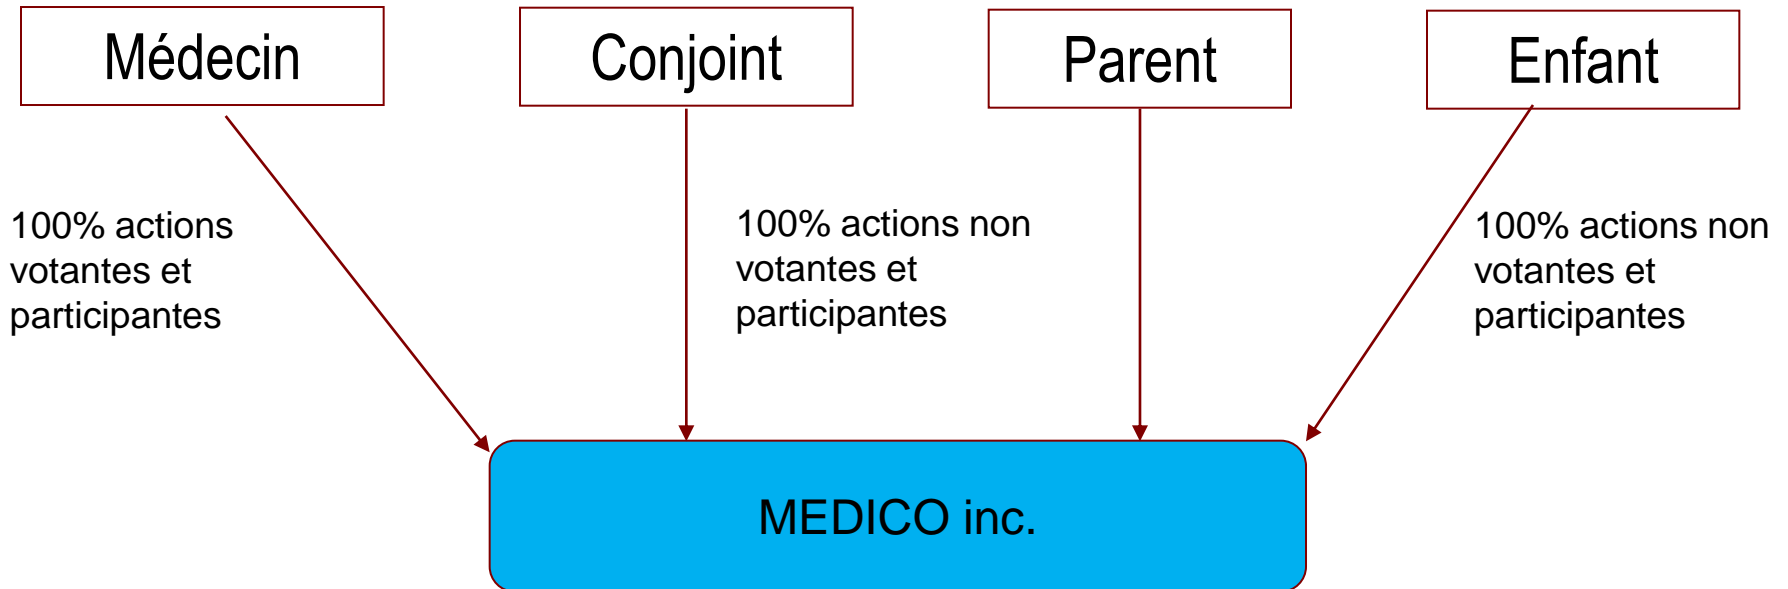 Médecin
Conjoint
Parent
Enfant
100% actions
votantes et
participantes
100% actions non
votantes et
participantes
100% actions non
votantes et
participantes
MEDICO inc.